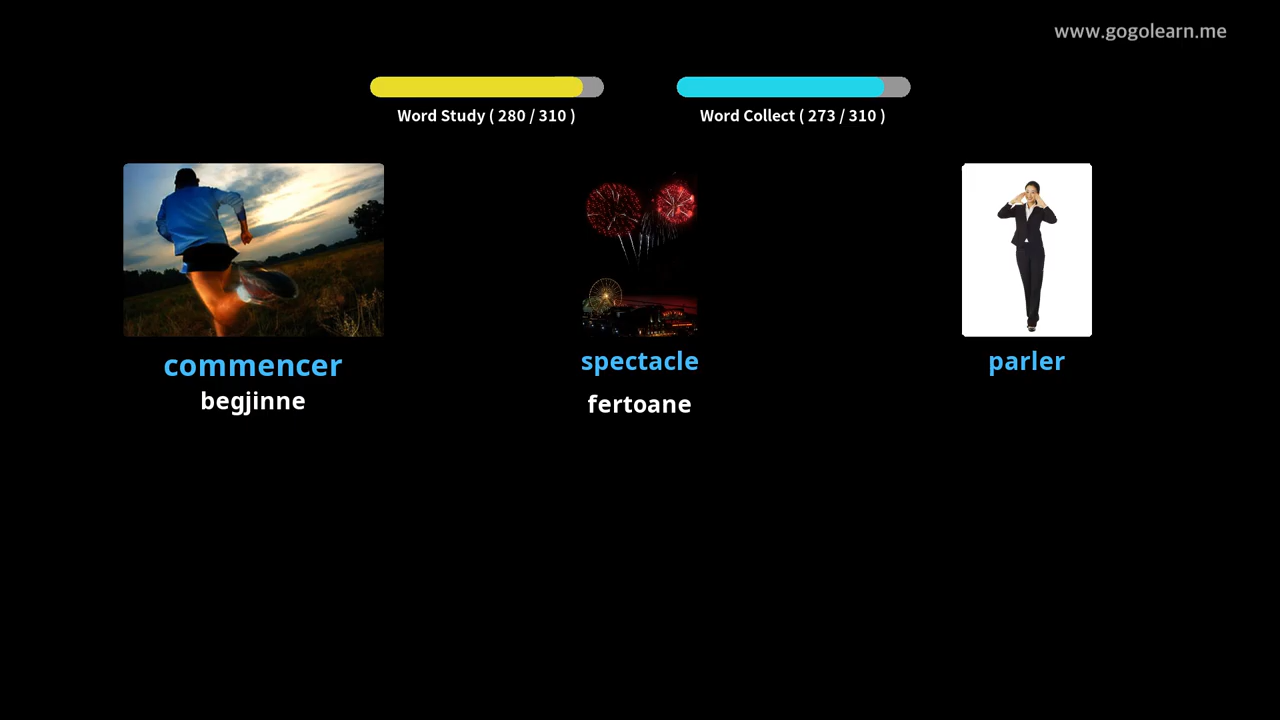 www.gogolearn.me
Word Study ( 280 / 310 )
Word Collect ( 273 / 310 )
commencer
begjinne
spectacle
fertoane
parler